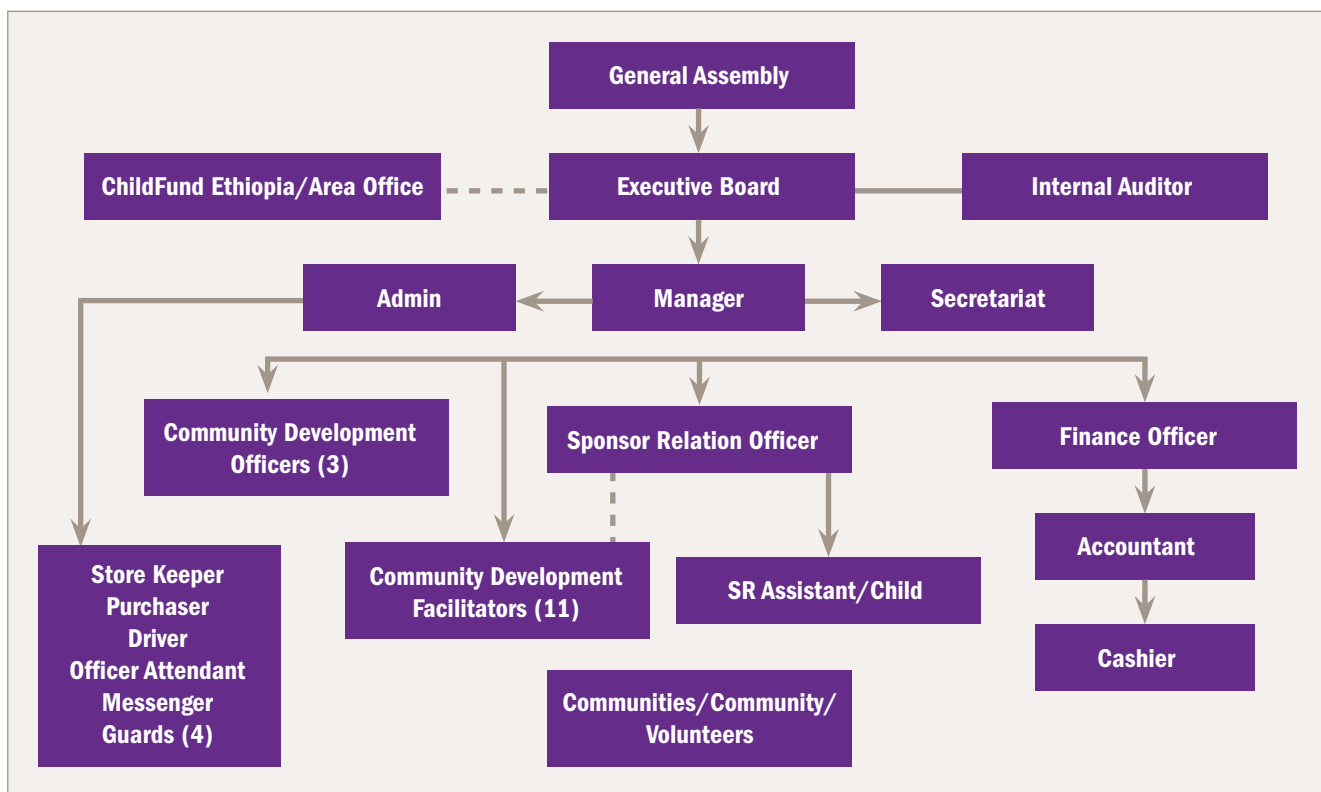 General Assembly
ChildFund Ethiopia/Area Office
Executive Board
Internal Auditor
Admin
Manager
Secretariat
Community Development
Officers (3)
Sponsor Relation Officer
Finance Officer
Store Keeper
Purchaser
Driver
Officer Attendant
Messenger
Guards (4)
Community Development
Facilitators (11)
SR Assistant/Child
Accountant
Cashier
Communities/Community/
Volunteers